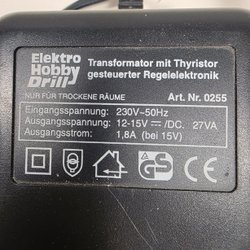 Elektro
Hobby
Drill
Transformator mit Thyristor
gesteuerter Regelelektronik
NUR FÜR TROCKENE RÄUME
Art. Nr. 0255
Eingangsspannung: 230V~50Hz
Ausgangsspannung: 12-15V ⎓ /DC. 27VA
Ausgangsstrom: 1,8A (bei 15V)
CE
S